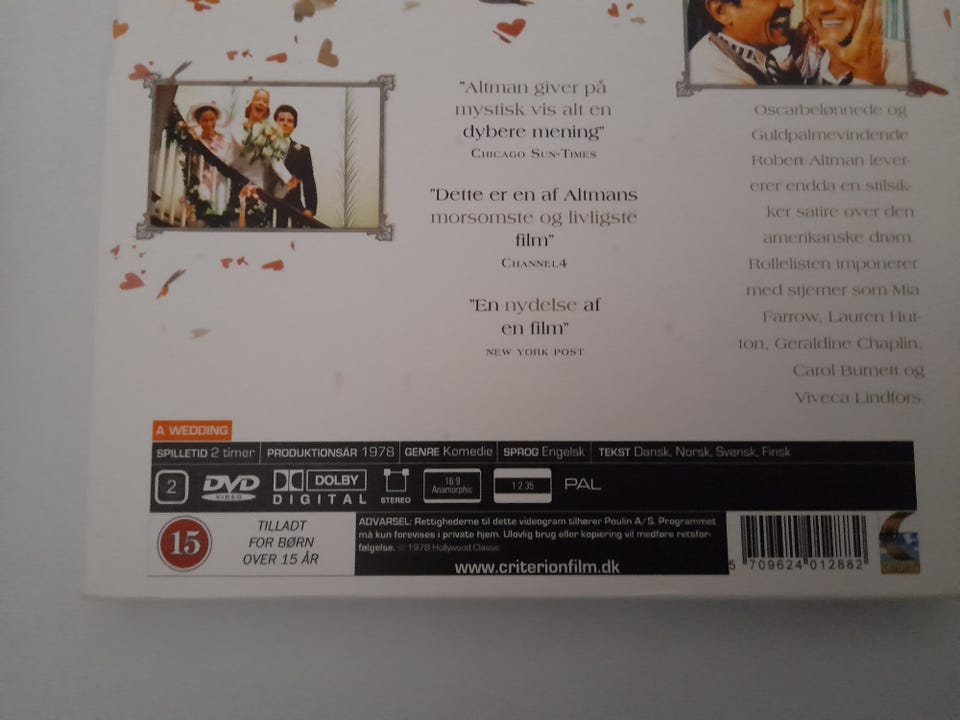 "Altman giver på
mystisk vis alt en
dybere mening"
CHICAGO SUN-TIMES
"Dette er en af Altmans
morsomste og livligste
film"
CHANNEL4
"En nydelse af
en film"
NEW YORK POST
Oscarbelønnede og
Guldpalmevindende
Robert Altman lever-
erer endda en stilsik-
ker satire over den
amerikanske drøm.
Rollelisten imponerer
med stjerner som Mia
Farrow, Lauren Hut-
ton, Geraldine Chaplin,
Carol Burnett og
Viveca Lindfors.
A WEDDING
SPILLETID 2 timer PRODUKTIONSÅR 1978 GENRE Komedie SPROG Engelsk TEKST Dansk, Norsk, Svensk, Finsk
2 DVD VIDEO DOLBY DIGITAL STEREO 16:9 Anamorphic 1:2.35 PAL
15
TILLADT
FOR BØRN
OVER 15 ÅR
ADVARSEL: Rettighederne til dette videogram tilhører Poulin A/S. Programmet
må kun forevises i private hjem. Ulovlig brug eller kopiering vil medføre retsfor-
følgelse. © 1978 Hollywood Classic
www.criterionfilm.dk
5 709624 012882